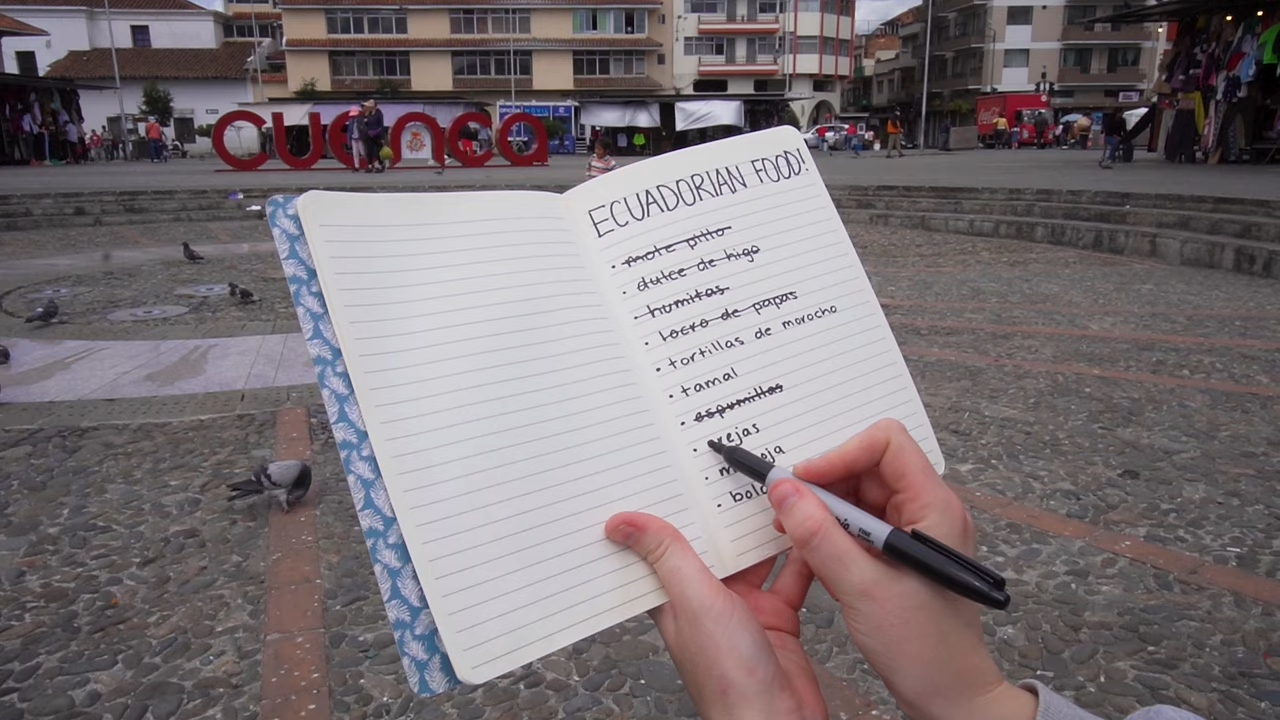 CUENCA
ECUADORIAN FOOD!
• mote pillo
• dulce de higo
• humitas
• locro de papas
• tortillas de morocho
• tamal
• espumillas